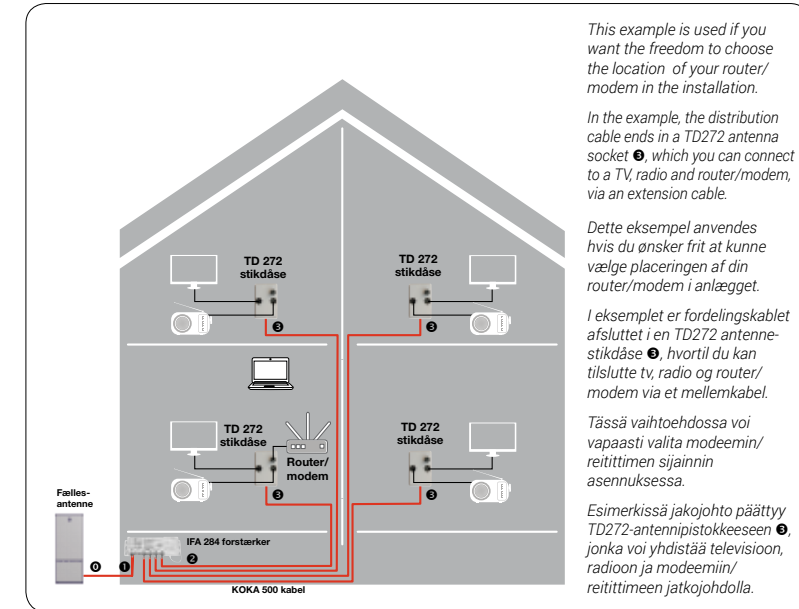 This example is used if you
want the freedom to choose
the location of your router/
modem in the installation.
In the example, the distribution
cable ends in a TD272 antenna
socket ❸, which you can connect
to a TV, radio and router/modem,
via an extension cable.
Dette eksempel anvendes
hvis du ønsker frit at kunne
vælge placeringen af din
router/modem i anlægget.
I eksemplet er fordelingskablet
afsluttet i en TD272 antenne-
stikdåse ❸, hvortil du kan
tilslutte tv, radio og router/
modem via et mellemkabel.
Tässä vaihtoehdossa voi
vapaasti valita modeemin/
reitittimen sijainnin
asennuksessa.
Esimerkissä jakojohto päättyy
TD272-antennipistokkeeseen ❸,
jonka voi yhdistää televisioon,
radioon ja modeemiin/
reitittimeen jatkojohdolla.
TD 272
stikdåse
❸
TD 272
stikdåse
❸
TD 272
stikdåse
Router/
modem
❸
TD 272
stikdåse
❸
Fælles-
antenne
⓿
❶
IFA 284 forstærker
❷
KOKA 500 kabel